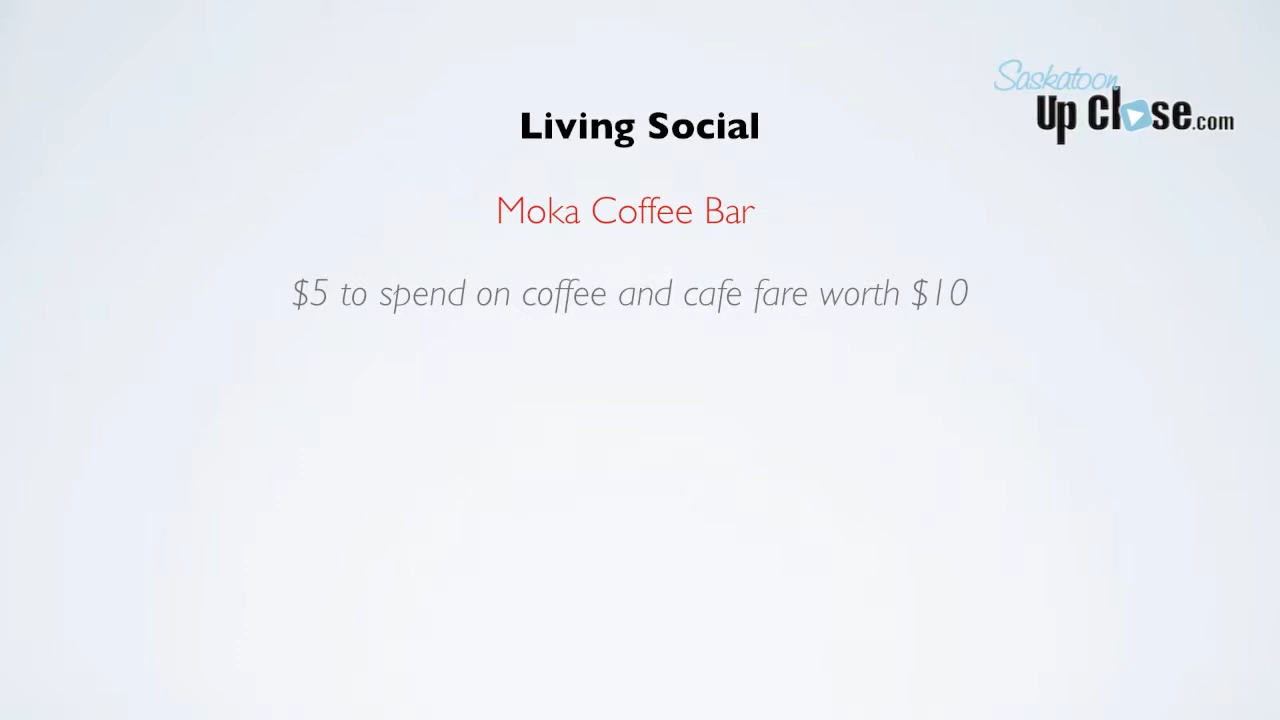 Saskatoon
Up Close.com
Living Social
Moka Coffee Bar
$5 to spend on coffee and cafe fare worth $10